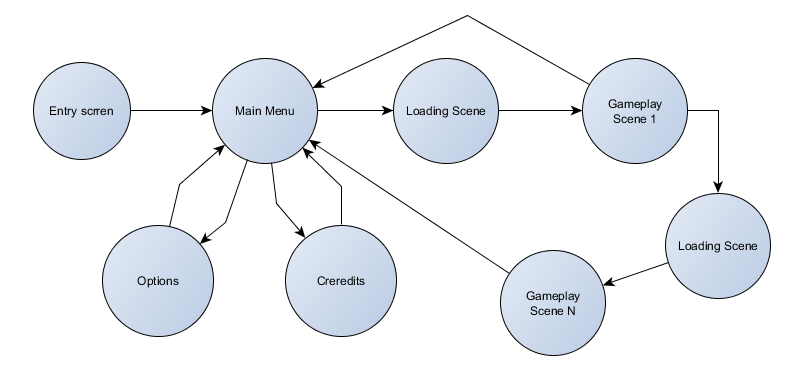 Entry scrren
Main Menu
Loading Scene
Gameplay
Scene 1
Loading Scene
Options
Creredits
Gameplay
Scene N